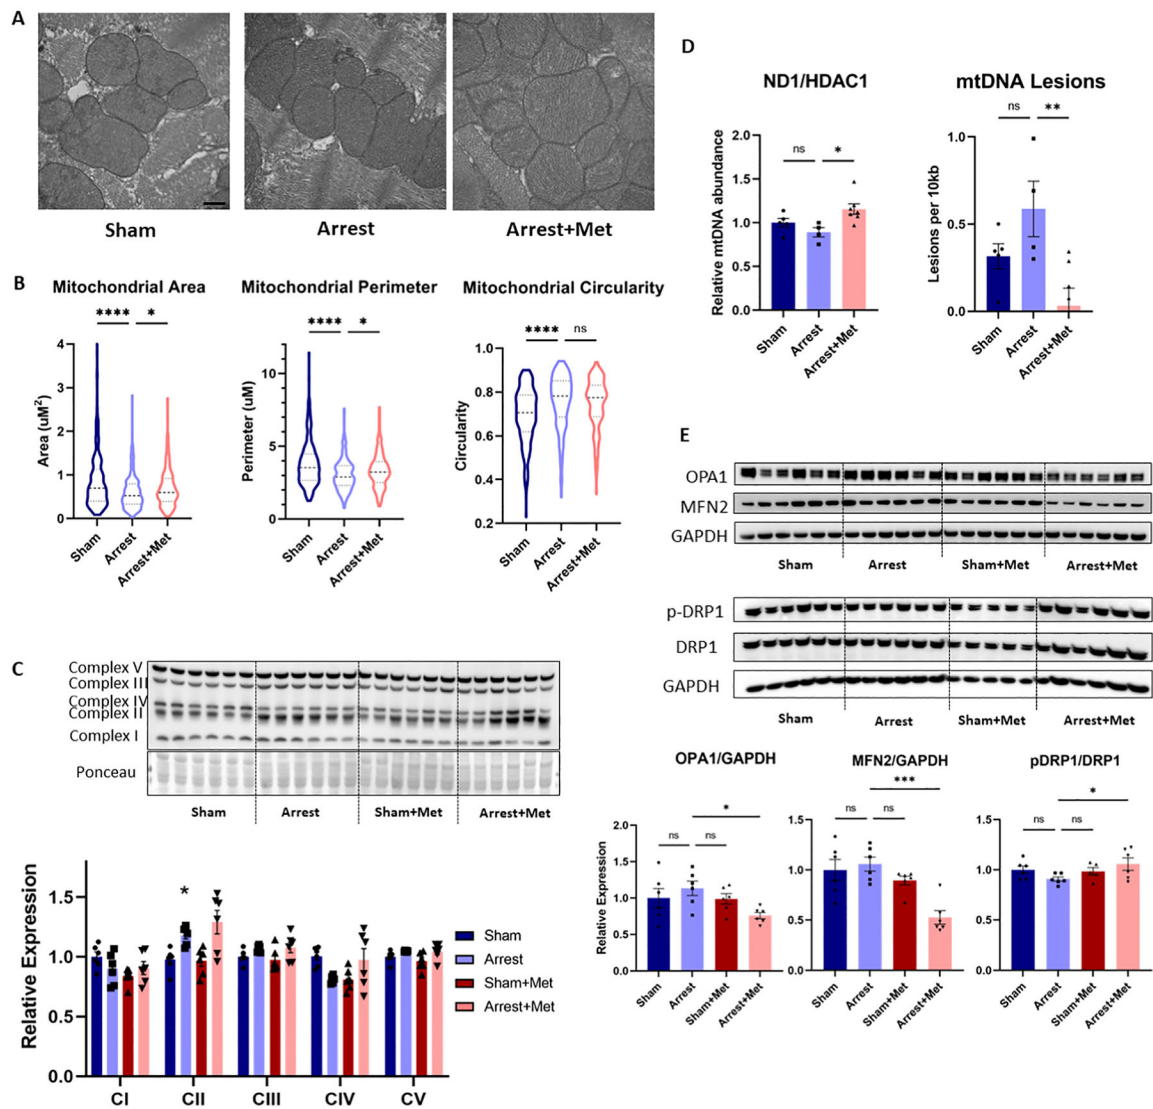 A
Sham
Arrest
Arrest+Met
B
Mitochondrial Area
****
*
Area (uM²)
4
3
2
1
0
Sham
Arrest
Arrest+Met
Mitochondrial Perimeter
****
*
Perimeter (uM)
10
5
0
Sham
Arrest
Arrest+Met
Mitochondrial Circularity
****
ns
Circularity
1.0
0.8
0.6
0.4
0.2
Sham
Arrest
Arrest+Met
C
Complex V
Complex III
Complex IV
Complex II
Complex I
Ponceau
Sham
Arrest
Sham+Met
Arrest+Met
Relative Expression
1.5
1.0
0.5
0.0
*
CI
CII
CIII
CIV
CV
Sham
Arrest
Sham+Met
Arrest+Met
D
ND1/HDAC1
ns
*
Relative mtDNA abundance
2.0
1.5
1.0
0.5
0.0
Sham
Arrest
Arrest+Met
mtDNA Lesions
ns
**
Lesions per 10kb
1.0
0.5
0.0
Sham
Arrest
Arrest+Met
E
OPA1
MFN2
GAPDH
Sham
Arrest
Sham+Met
Arrest+Met
p-DRP1
DRP1
GAPDH
Sham
Arrest
Sham+Met
Arrest+Met
OPA1/GAPDH
*
ns
ns
Relative Expression
2.0
1.5
1.0
0.5
0.0
Sham
Arrest
Sham+Met
Arrest+Met
MFN2/GAPDH
***
ns
ns
1.5
1.0
0.5
0.0
Sham
Arrest
Sham+Met
Arrest+Met
pDRP1/DRP1
*
ns
ns
1.5
1.0
0.5
0.0
Sham
Arrest
Sham+Met
Arrest+Met